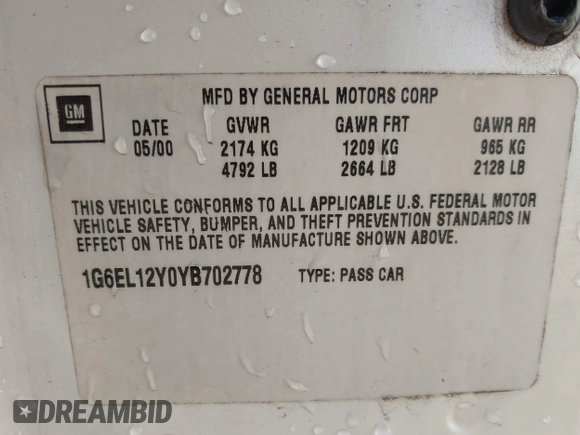 GM
MFD BY GENERAL MOTORS CORP
DATE GVWR GAWR FRT GAWR RR
05/00 2174 KG 1209 KG 965 KG
4792 LB 2664 LB 2128 LB
THIS VEHICLE CONFORMS TO ALL APPLICABLE U.S. FEDERAL MOTOR
VEHICLE SAFETY, BUMPER, AND THEFT PREVENTION STANDARDS IN
EFFECT ON THE DATE OF MANUFACTURE SHOWN ABOVE.
1G6EL12Y0YB702778 TYPE: PASS CAR
DREAMBID